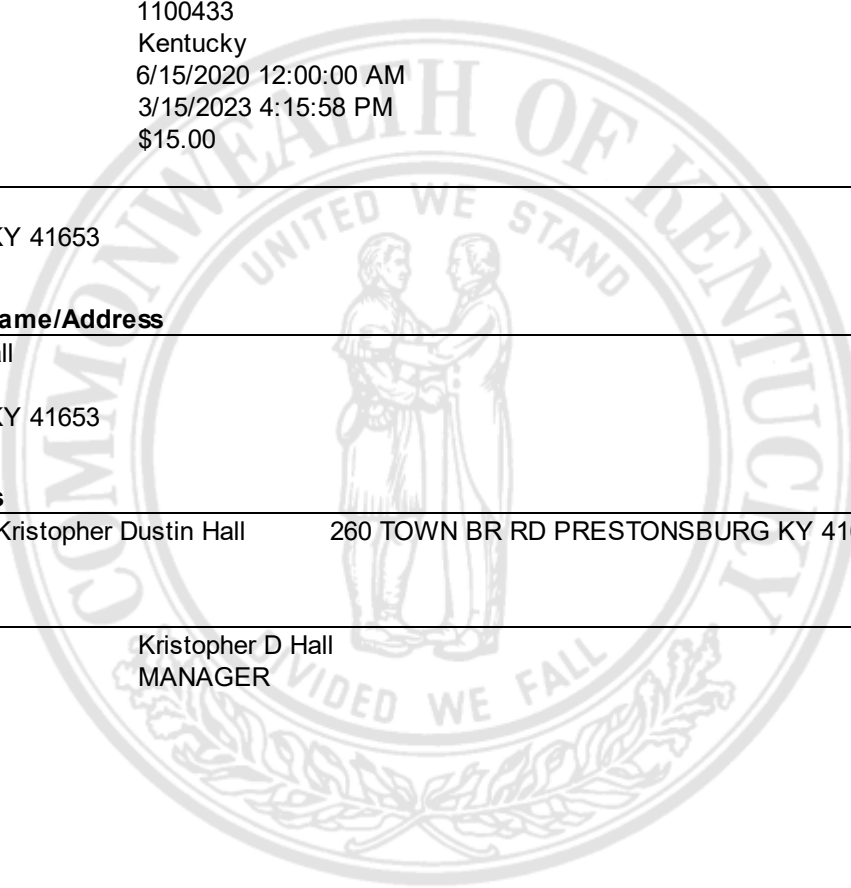 1100433
Kentucky
6/15/2020 12:00:00 AM
3/15/2023 4:15:58 PM
$15.00
KY 41653
ame/Address
all
KY 41653
s
Kristopher Dustin Hall 260 TOWN BR RD PRESTONSBURG KY 41
Kristopher D Hall
MANAGER
COMMONWEALTH OF KENTUCKY
UNITED WE STAND
DIVIDED WE FALL